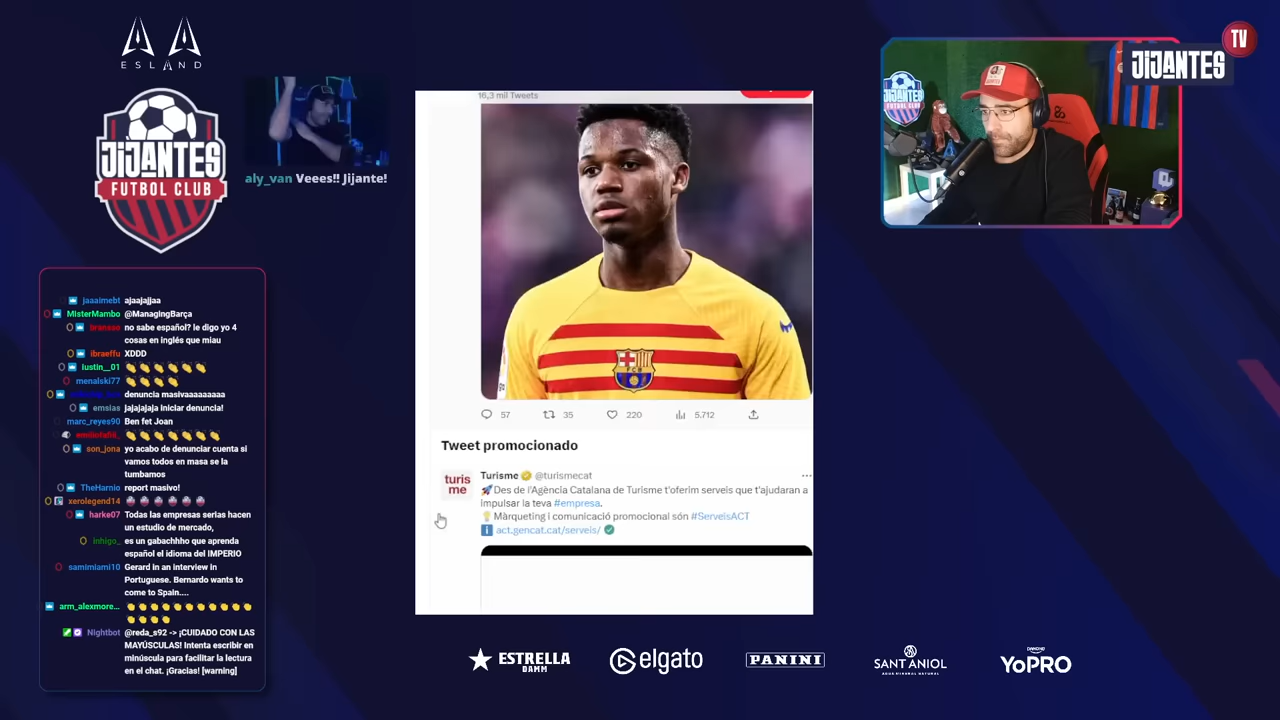 ESLAND
JIJANTES
FUTBOL CLUB
aly_van Veees!! Jijante!
jaaaimebt ajaajajjaa
MisterMambo @ManagingBarça
no sabe español? le digo yo 4
cosas en inglés que miau
ibraeffu XDDD
iustin__01
menalski77
denuncia masivaaaaaaaaa
emsias jajajajaja iniciar denuncia!
marc_reyes90 Ben fet Joan
son_jona yo acabo de denunciar cuenta si
vamos todos en masa se la
tumbamos
TheHarnio report masivo!
xerolegend14
harke07 Todas las empresas serias hacen
un estudio de mercado,
inhigo_ es un gabachhho que aprenda
español el idioma del IMPERIO
samimiami10 Gerard in an interview in
Portuguese. Bernardo wants to
come to Spain....
arm_alexmore...
Nightbot @reda_s92 -> ¡CUIDADO CON LAS
MAYÚSCULAS! Intenta escribir en
minúscula para facilitar la lectura
en el chat. ¡Gracias! [warning]
16,3 mil Tweets
FCB
57 35 220 5.712
Tweet promocionado
turis
me
Turisme @turismecat
Des de l'Agència Catalana de Turisme t'oferim serveis que t'ajudaran a
impulsar la teva #empresa.
Màrqueting i comunicació promocional són #ServeisACT
act.gencat.cat/serveis/
JIJANTES TV
ESTRELLA
DAMM
elgato
PANINI
SANT ANIOL
AGUA MINERAL NATURAL
DANONE
YoPRO